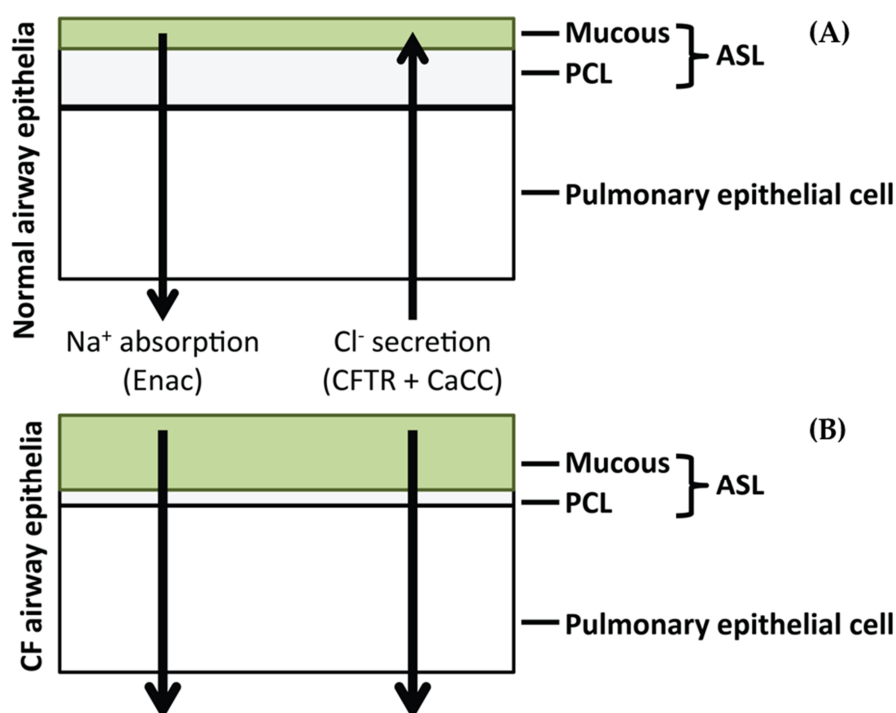 Normal airway epithelia
Mucous
PCL
ASL
(A)
Pulmonary epithelial cell
Na⁺ absorption
(Enac)
Cl⁻ secretion
(CFTR + CaCC)
CF airway epithelia
Mucous
PCL
ASL
(B)
Pulmonary epithelial cell